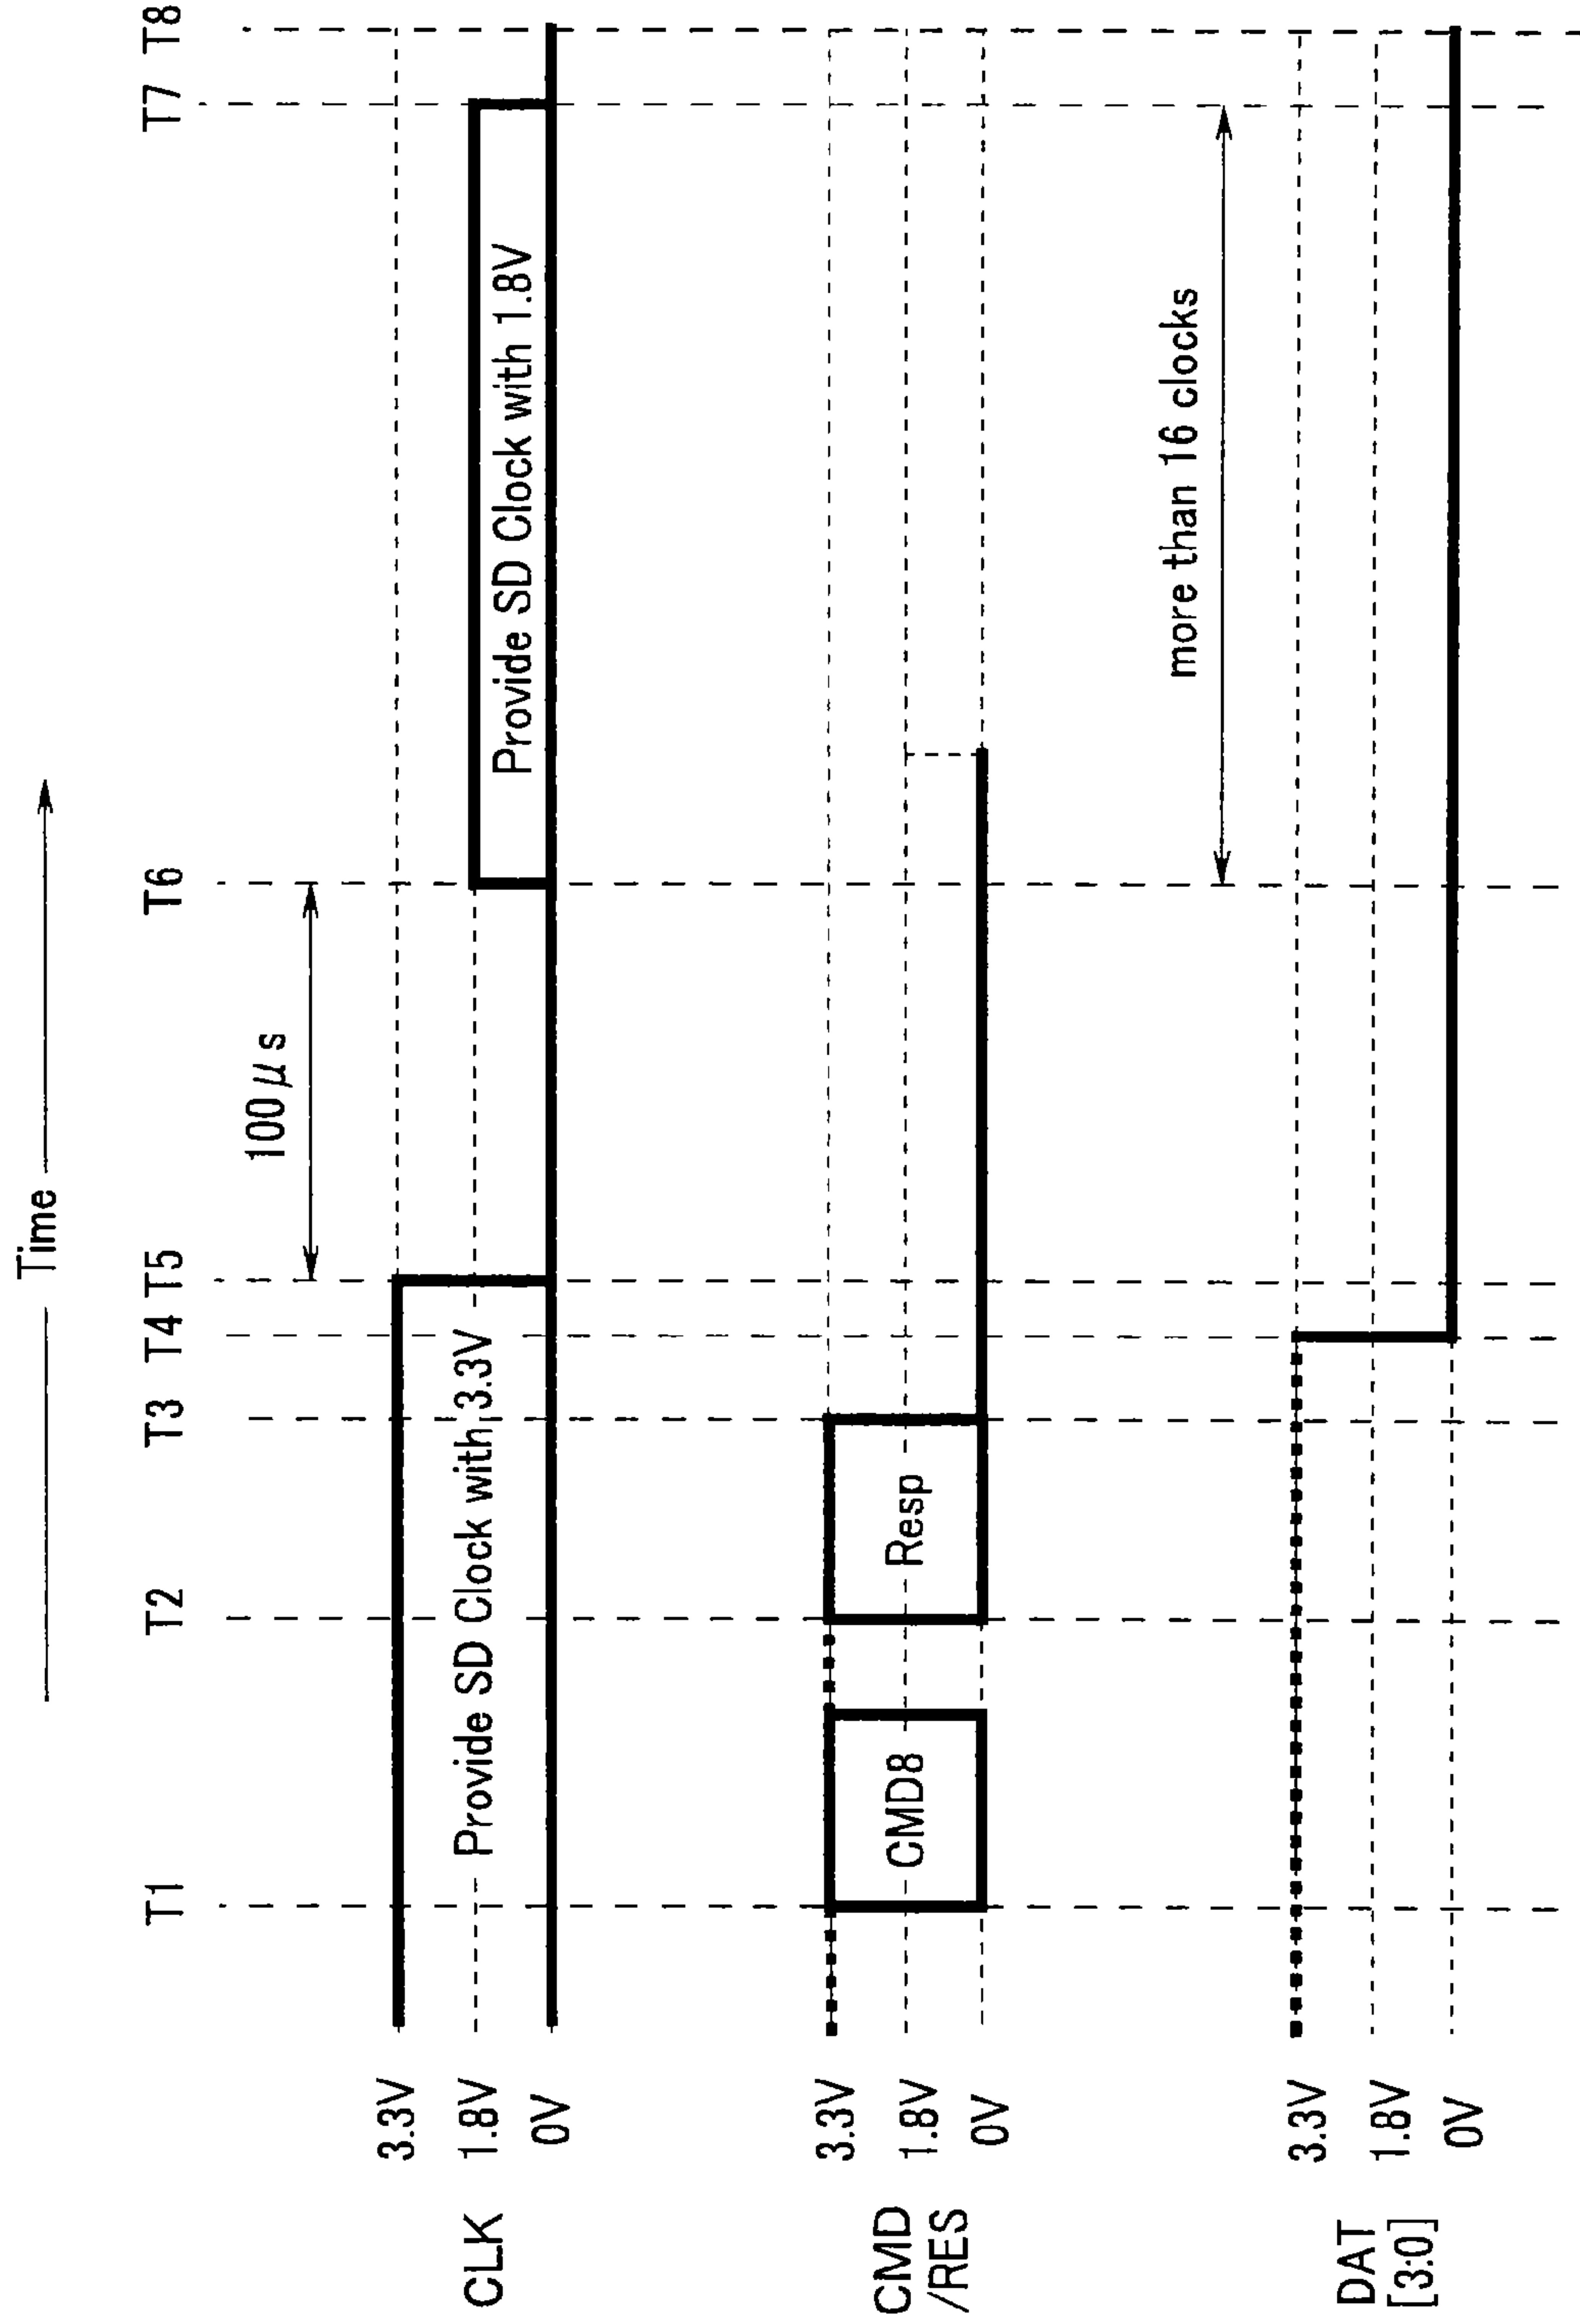 Time
T1 T2 T3 T4 T5 T6 T7 T8
100μs
CLK
3.3V
1.8V
0V
Provide SD Clock with 3.3V
Provide SD Clock with 1.8V
CMD
/RES
3.3V
1.8V
0V
CMD8
Resp
more than 16 clocks
DAT
[3:0]
3.3V
1.8V
0V